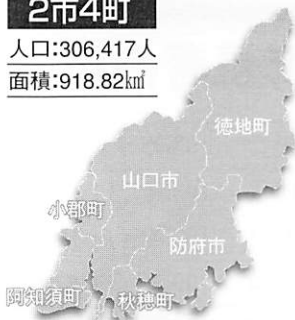 2市4町
人口:306,417人
面積:918.82㎢
徳地町
山口市
小郡町
防府市
阿知須町
秋穂町